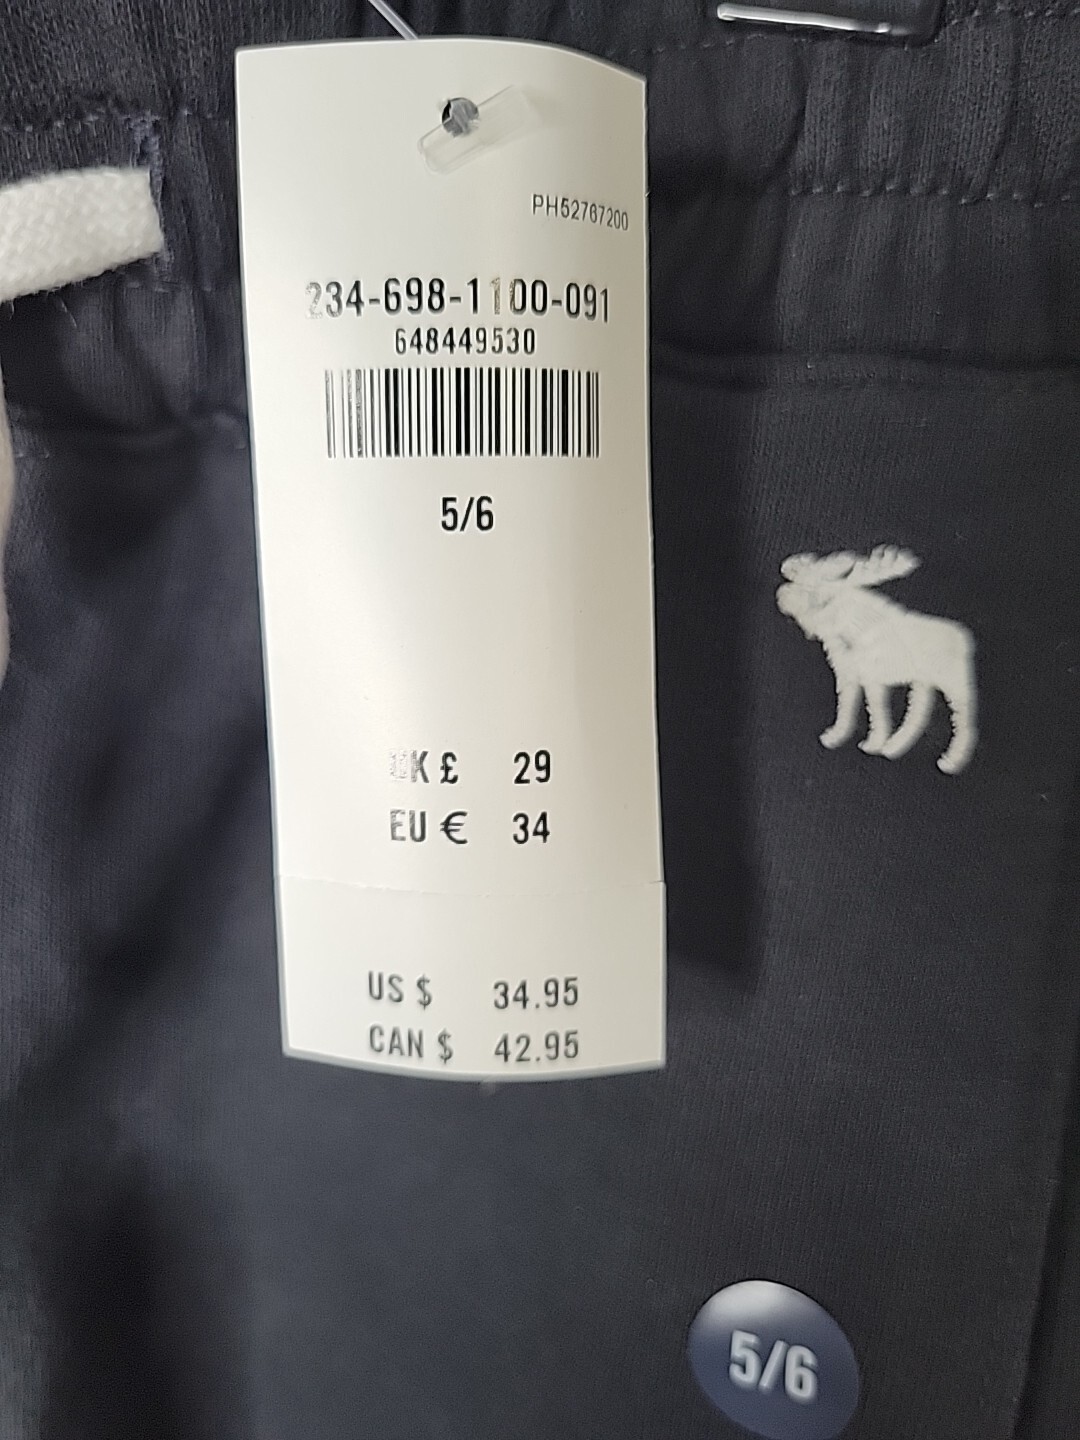 PH52767200
234-698-1100-091
648449530
5/6
UK £ 29
EU € 34
US $ 34.95
CAN $ 42.95
5/6